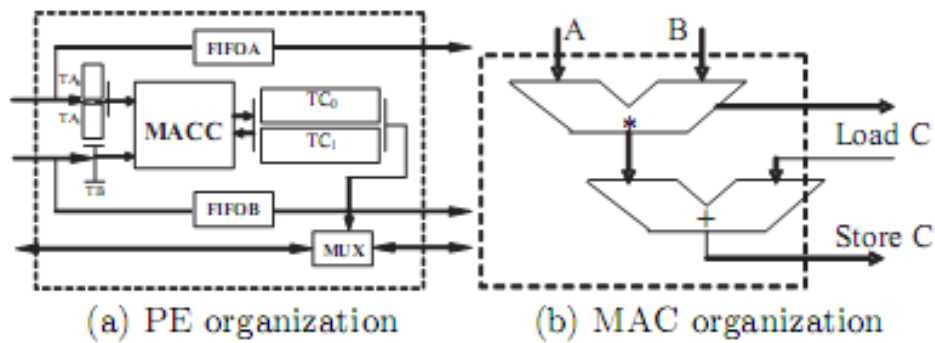 FIFOA
TA
TA
MACC
TC0
TC1
TB
FIFOB
MUX
(a) PE organization
A B
*
Load C
+
Store C
(b) MAC organization